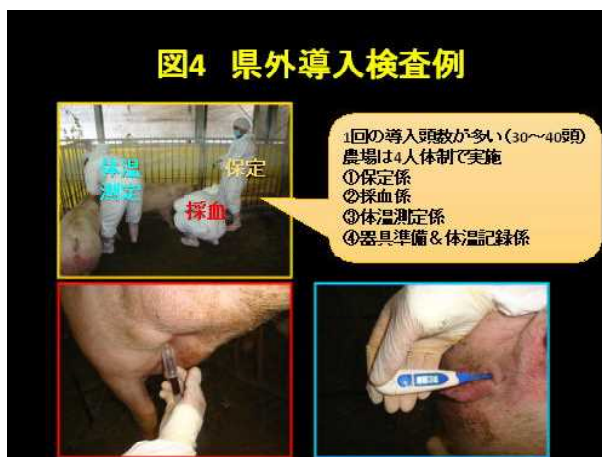 図4 県外導入検査例
体温
測定
保定
採血
1回の導入頭数が多い(30～40頭)
農場は4人体制で実施
①保定係
②採血係
③体温測定係
④器具準備&体温記録係